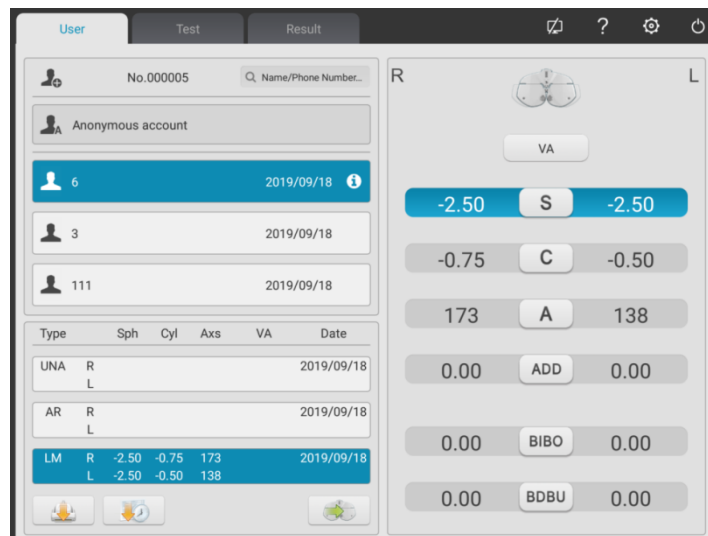 User Test Result ?
No.000005 Name/Phone Number...
A Anonymous account
6 2019/09/18 i
3 2019/09/18
111 2019/09/18
Type Sph Cyl Axs VA Date
UNA R 2019/09/18
L
AR R 2019/09/18
L
LM R -2.50 -0.75 173 2019/09/18
L -2.50 -0.50 138
R L
VA
-2.50 S -2.50
-0.75 C -0.50
173 A 138
0.00 ADD 0.00
0.00 BIBO 0.00
0.00 BDBU 0.00